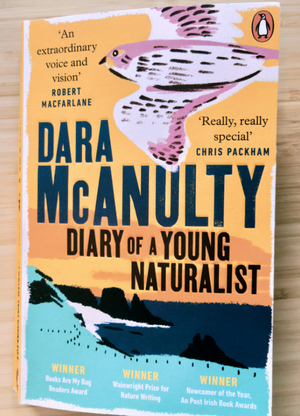 'An
extraordinary
voice and
vision'
ROBERT
MACFARLANE
'Really, really
special'
CHRIS PACKHAM
DARA
McANULTY
DIARY OF A YOUNG
NATURALIST
WINNER
Books Are My Bag
Readers Award
WINNER
Wainwright Prize for
Nature Writing
WINNER
Newcomer of the Year,
An Post Irish Book Awards